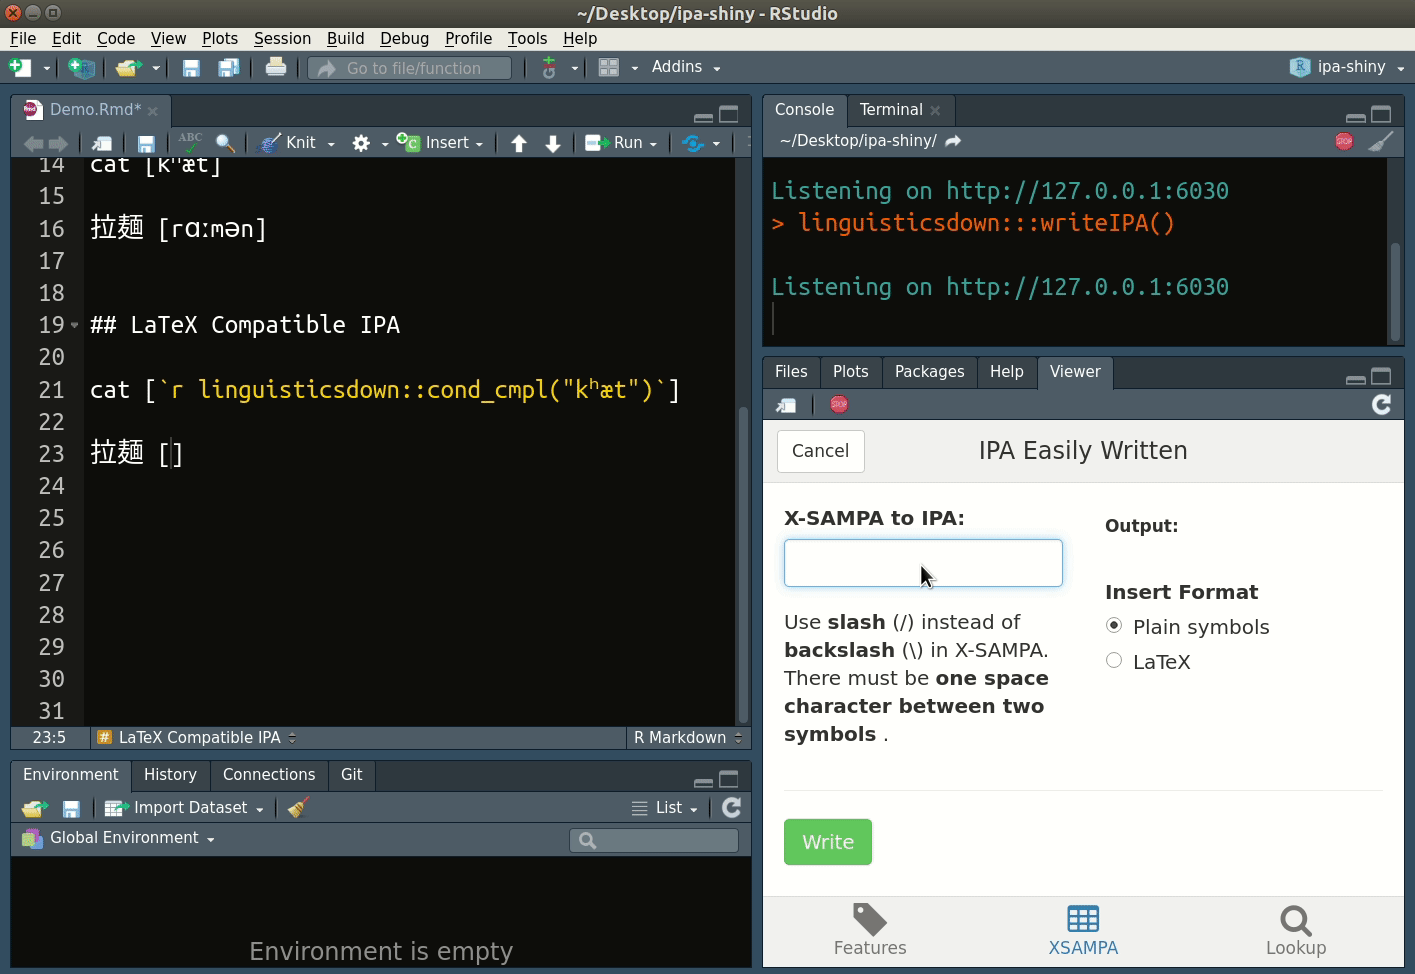 ~/Desktop/ipa-shiny - RStudio
File Edit Code View Plots Session Build Debug Profile Tools Help
Go to file/function
Addins
ipa-shiny
Demo.Rmd*
ABC
Knit
Insert
Run
14 cat [kʰæt]
15
16 拉麵 [rɑːmən]
17
18
19 ## LaTeX Compatible IPA
20
21 cat [`r linguisticsdown::cond_cmpl("kʰæt")`]
22
23 拉麵 []
24
25
26
27
28
29
30
31
23:5 # LaTeX Compatible IPA R Markdown
Environment History Connections Git
Import Dataset List
Global Environment
Environment is empty
Console Terminal
~/Desktop/ipa-shiny/
STOP
Listening on http://127.0.0.1:6030
> linguisticsdown:::writeIPA()
Listening on http://127.0.0.1:6030
Files Plots Packages Help Viewer
STOP
Cancel IPA Easily Written
X-SAMPA to IPA:
Use slash (/) instead of
backslash (\) in X-SAMPA.
There must be one space
character between two
symbols .
Output:
Insert Format
Plain symbols
LaTeX
Write
Features XSAMPA Lookup